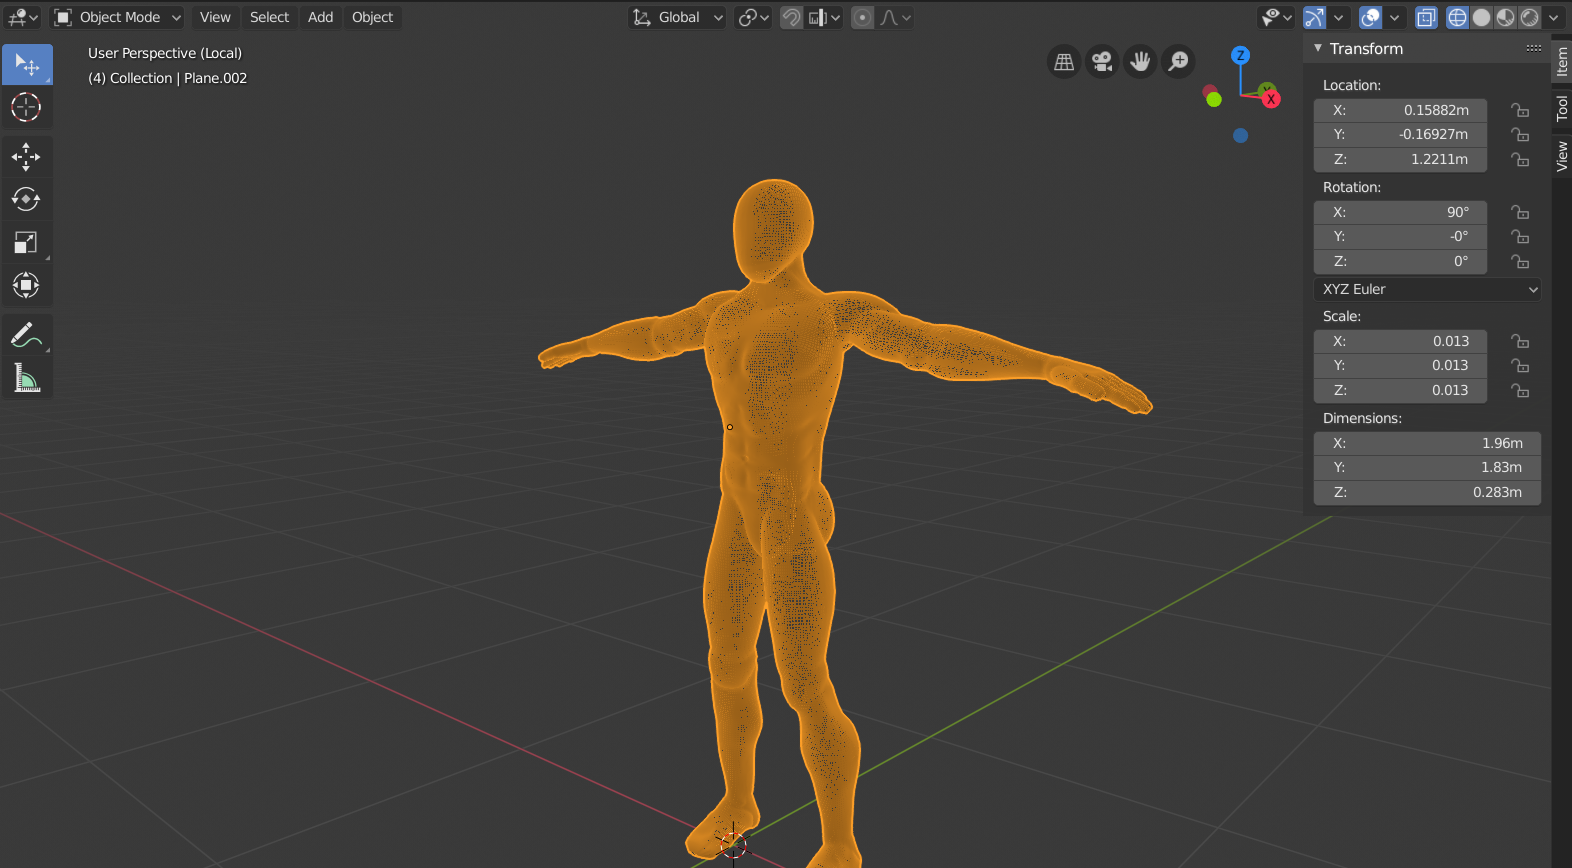 Object Mode View Select Add Object Global
User Perspective (Local)
(4) Collection | Plane.002
Z
Y
X
Transform
Location:
X: 0.15882m
Y: -0.16927m
Z: 1.2211m
Rotation:
X: 90°
Y: -0°
Z: 0°
XYZ Euler
Scale:
X: 0.013
Y: 0.013
Z: 0.013
Dimensions:
X: 1.96m
Y: 1.83m
Z: 0.283m
Item
Tool
View